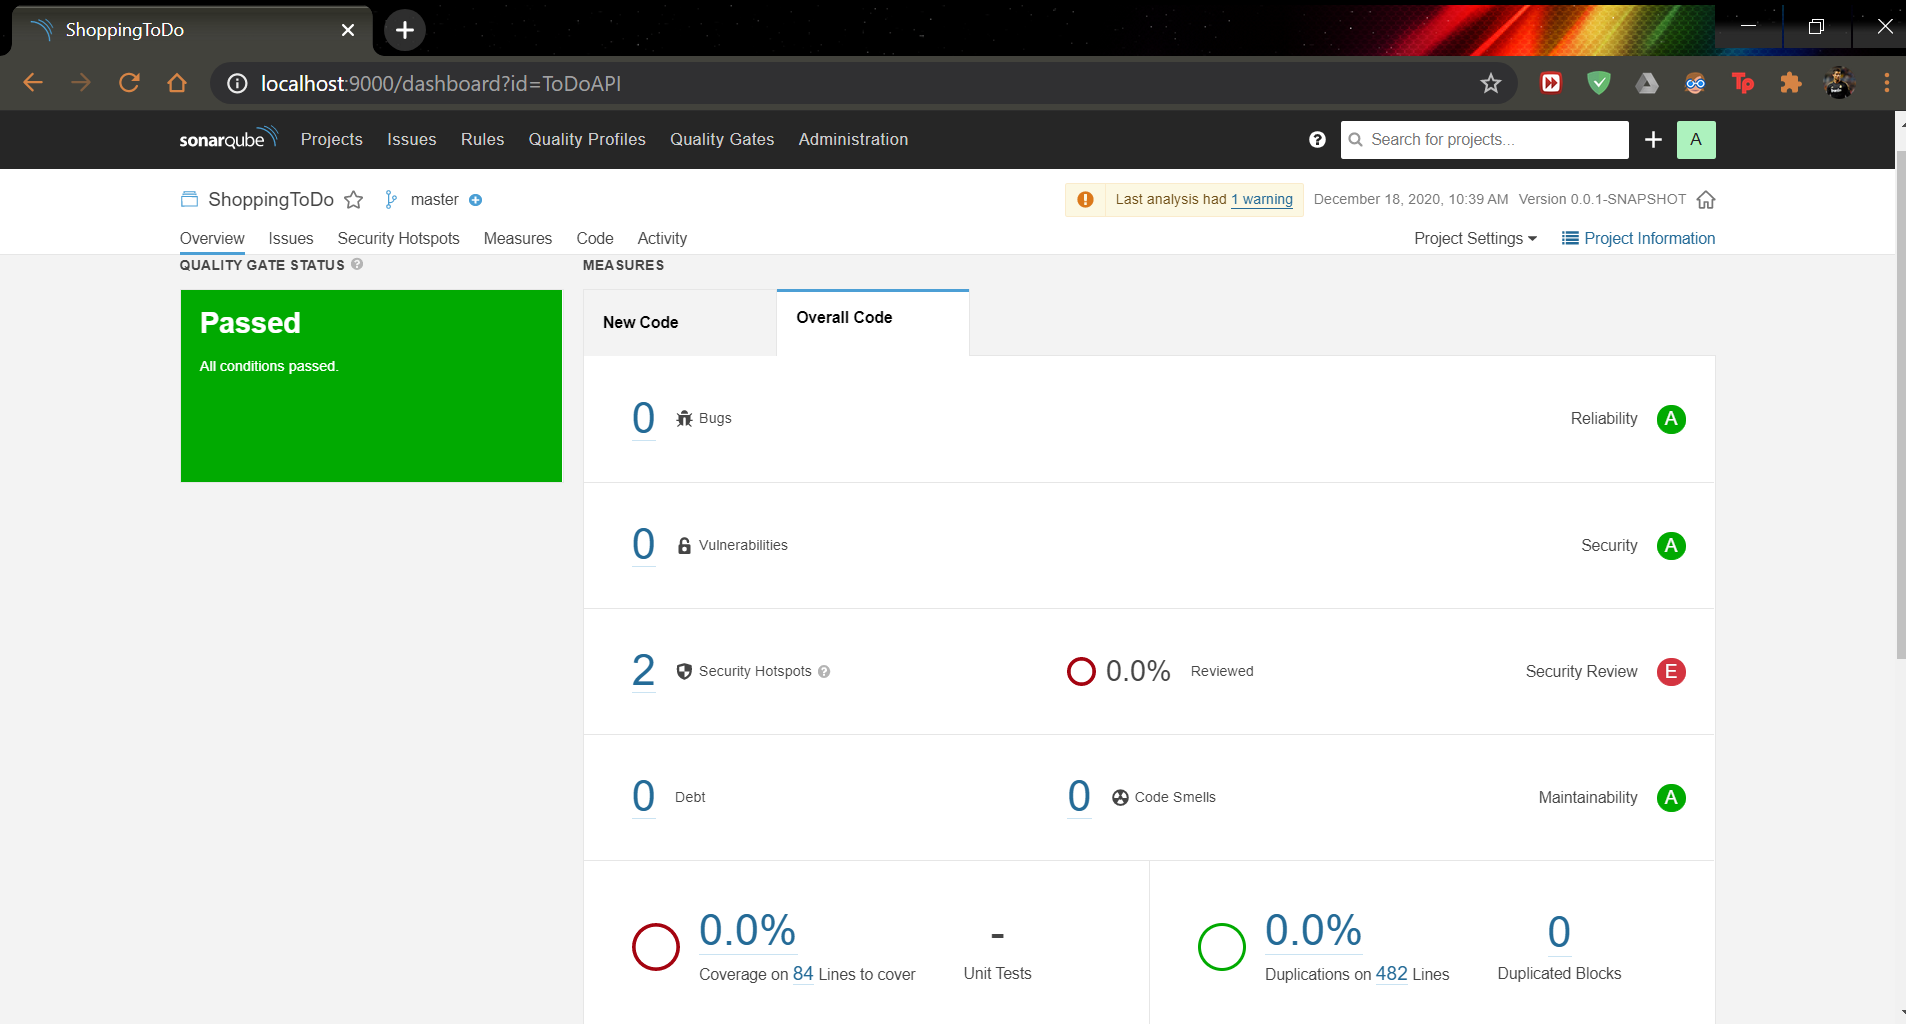 ShoppingToDo
localhost:9000/dashboard?id=ToDoAPI
Tp
sonarqube Projects Issues Rules Quality Profiles Quality Gates Administration ? Search for projects... A
ShoppingToDo master ! Last analysis had 1 warning December 18, 2020, 10:39 AM Version 0.0.1-SNAPSHOT
Overview Issues Security Hotspots Measures Code Activity Project Settings Project Information
QUALITY GATE STATUS ? MEASURES
Passed
All conditions passed.
New Code Overall Code
0 Bugs Reliability A
0 Vulnerabilities Security A
2 Security Hotspots ? 0.0% Reviewed Security Review E
0 Debt 0 Code Smells Maintainability A
0.0% - 0.0% 0
Coverage on 84 Lines to cover Unit Tests Duplications on 482 Lines Duplicated Blocks